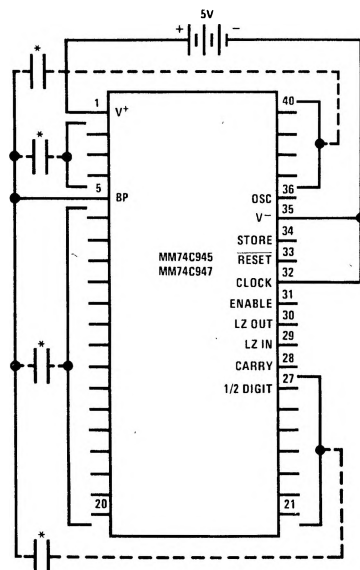 5V
+ −
*
1 V+ 40
*
5 BP OSC 36
V− 35
STORE 34
MM74C945 RESET 33
MM74C947 CLOCK 32
ENABLE 31
LZ OUT 30
LZ IN 29
* CARRY 28
1/2 DIGIT 27
20 21
*